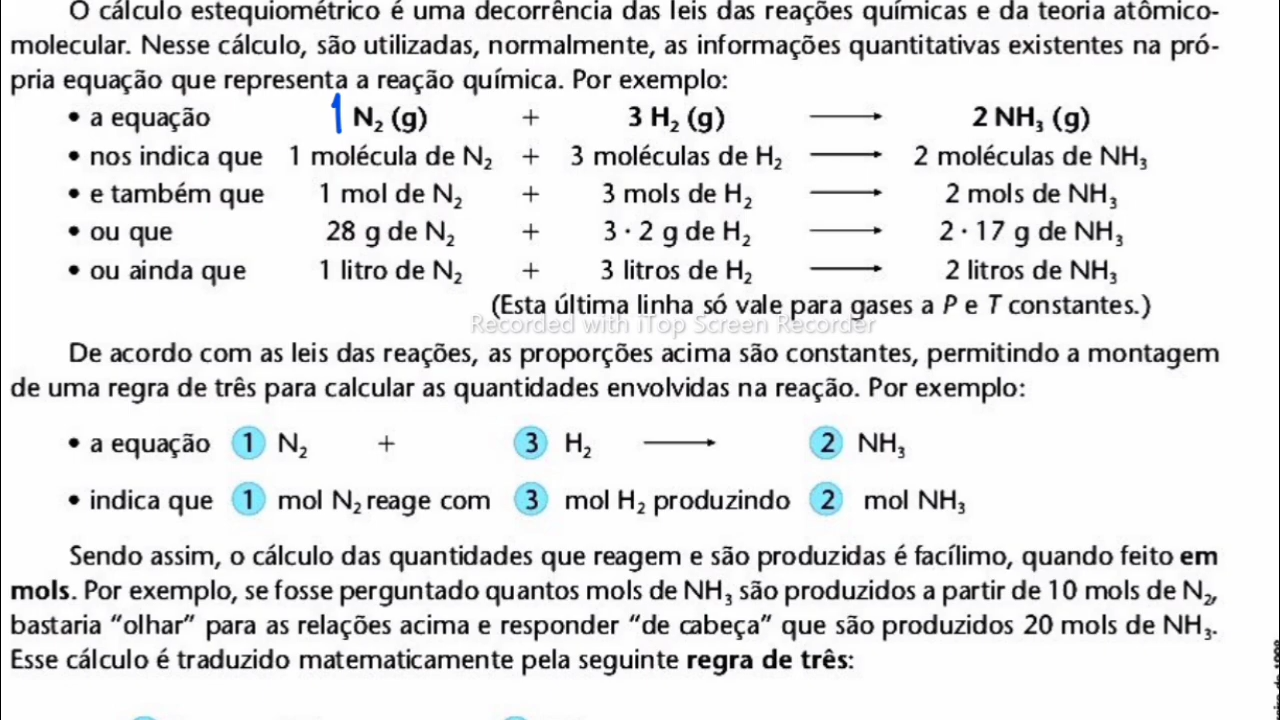 O cálculo estequiométrico é uma decorrência das leis das reações químicas e da teoria atômico-
molecular. Nesse cálculo, são utilizadas, normalmente, as informações quantitativas existentes na pró-
pria equação que representa a reação química. Por exemplo:
• a equação 1 N₂ (g) + 3 H₂ (g) ⟶ 2 NH₃ (g)
• nos indica que 1 molécula de N₂ + 3 moléculas de H₂ ⟶ 2 moléculas de NH₃
• e também que 1 mol de N₂ + 3 mols de H₂ ⟶ 2 mols de NH₃
• ou que 28 g de N₂ + 3 · 2 g de H₂ ⟶ 2 · 17 g de NH₃
• ou ainda que 1 litro de N₂ + 3 litros de H₂ ⟶ 2 litros de NH₃
(Esta última linha só vale para gases a P e T constantes.)
Recorded with iTop Screen Recorder
De acordo com as leis das reações, as proporções acima são constantes, permitindo a montagem
de uma regra de três para calcular as quantidades envolvidas na reação. Por exemplo:
• a equação 1 N₂ + 3 H₂ ⟶ 2 NH₃
• indica que 1 mol N₂ reage com 3 mol H₂ produzindo 2 mol NH₃
Sendo assim, o cálculo das quantidades que reagem e são produzidas é facílimo, quando feito em
mols. Por exemplo, se fosse perguntado quantos mols de NH₃ são produzidos a partir de 10 mols de N₂,
bastaria “olhar” para as relações acima e responder “de cabeça” que são produzidos 20 mols de NH₃.
Esse cálculo é traduzido matematicamente pela seguinte regra de três: